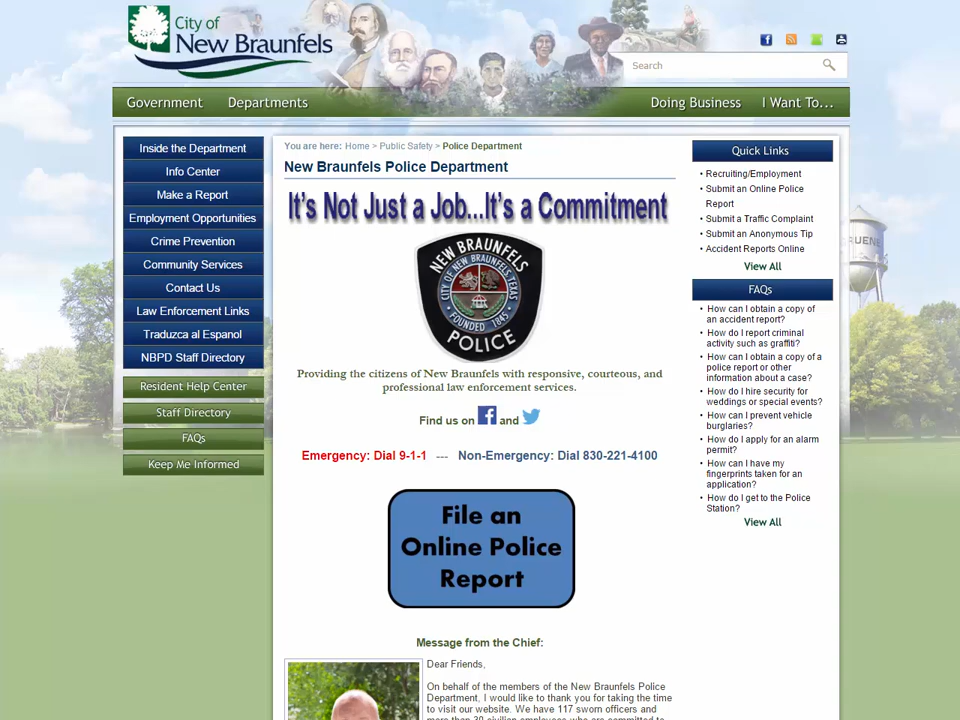 City of
New Braunfels
Search
Government
Departments
Doing Business
I Want To...
Inside the Department
Info Center
Make a Report
Employment Opportunities
Crime Prevention
Community Services
Contact Us
Law Enforcement Links
Traduzca al Espanol
NBPD Staff Directory
Resident Help Center
Staff Directory
FAQs
Keep Me Informed
You are here: Home > Public Safety > Police Department
New Braunfels Police Department
It's Not Just a Job...It's a Commitment
NEW BRAUNFELS
CITY OF NEW BRAUNFELS, TEXAS
FOUNDED 1845
POLICE
Providing the citizens of New Braunfels with responsive, courteous, and
professional law enforcement services.
Find us on and
Emergency: Dial 9-1-1 --- Non-Emergency: Dial 830-221-4100
File an
Online Police
Report
Message from the Chief:
Dear Friends,
On behalf of the members of the New Braunfels Police
Department, I would like to thank you for taking the time
to visit our website. We have 117 sworn officers and
more than 30 civilian employees who are committed to
Quick Links
• Recruiting/Employment
• Submit an Online Police
Report
• Submit a Traffic Complaint
• Submit an Anonymous Tip
• Accident Reports Online
View All
FAQs
• How can I obtain a copy of
an accident report?
• How do I report criminal
activity such as graffiti?
• How can I obtain a copy of a
police report or other
information about a case?
• How do I hire security for
weddings or special events?
• How can I prevent vehicle
burglaries?
• How do I apply for an alarm
permit?
• How can I have my
fingerprints taken for an
application?
• How do I get to the Police
Station?
View All
GRUENE